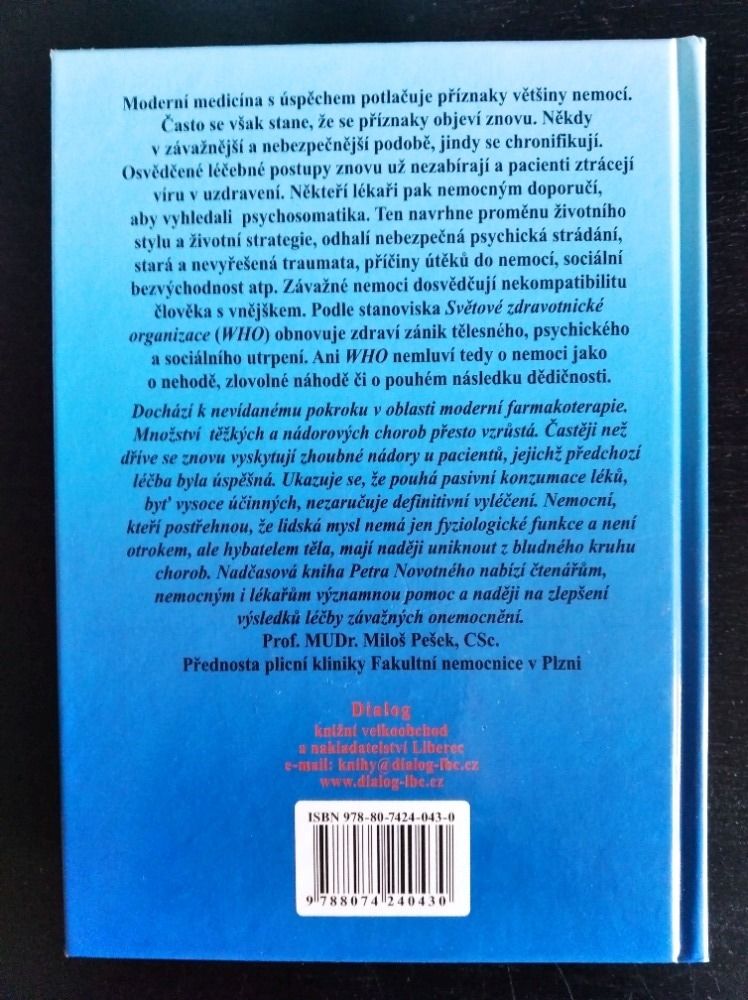 Moderní medicína s úspěchem potlačuje příznaky většiny nemocí.
Často se však stane, že se příznaky objeví znovu. Někdy
v závažnější a nebezpečnější podobě, jindy se chronifikují.
Osvědčené léčebné postupy znovu už nezabírají a pacienti ztrácejí
víru v uzdravení. Někteří lékaři pak nemocným doporučí,
aby vyhledali psychosomatika. Ten navrhne proměnu životního
stylu a životní strategie, odhalí nebezpečná psychická strádání,
stará a nevyřešená traumata, příčiny útěků do nemocí, sociální
bezvýchodnost atp. Závažné nemoci dosvědčují nekompatibilitu
člověka s vnějškem. Podle stanoviska Světové zdravotnické
organizace (WHO) obnovuje zdraví zánik tělesného, psychického
a sociálního utrpení. Ani WHO nemluví tedy o nemoci jako
o nehodě, zlovolné náhodě či o pouhém následku dědičnosti.
Dochází k nevídanému pokroku v oblasti moderní farmakoterapie.
Množství těžkých a nádorových chorob přesto vzrůstá. Častěji než
dříve se znovu vyskytují zhoubné nádory u pacientů, jejichž předchozí
léčba byla úspěšná. Ukazuje se, že pouhá pasivní konzumace léků,
byť vysoce účinných, nezaručuje definitivní vyléčení. Nemocní,
kteří postřehnou, že lidská mysl nemá jen fyziologické funkce a není
otrokem, ale hybatelem těla, mají naději uniknout z bludného kruhu
chorob. Nadčasová kniha Petra Novotného nabízí čtenářům,
nemocným i lékařům významnou pomoc a naději na zlepšení
výsledků léčby závažných onemocnění.
Prof. MUDr. Miloš Pešek, CSc.
Přednosta plicní kliniky Fakultní nemocnice v Plzni
Dialog
knižní velkoobchod
a nakladatelství Liberec
e-mail: knihy@dialog-lbc.cz
www.dialog-lbc.cz
ISBN 978-80-7424-043-0
9 788074 240430